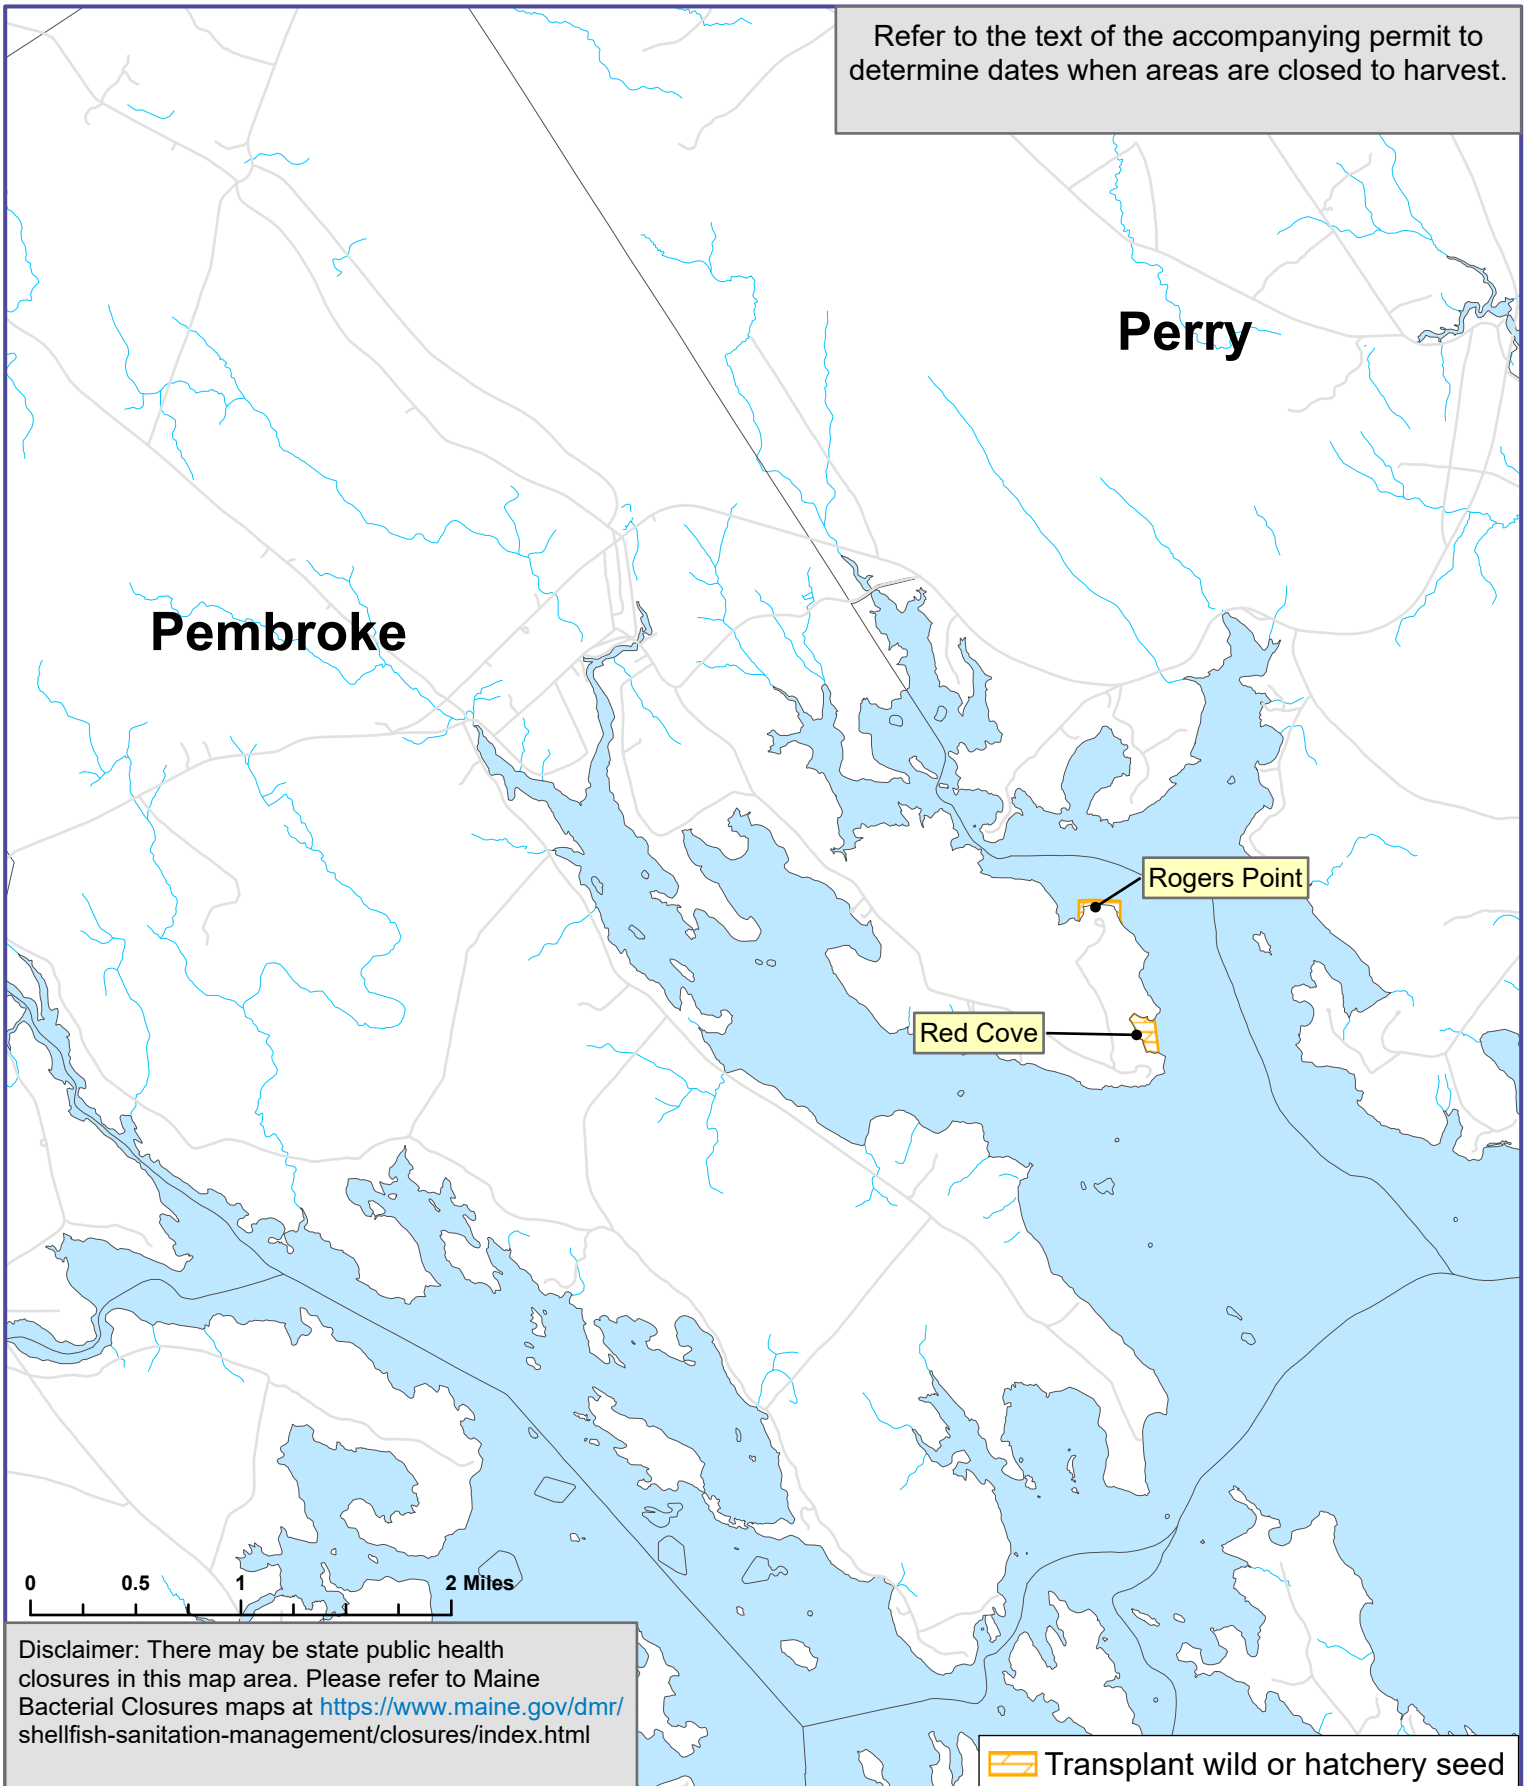 Refer to the text of the accompanying permit to
determine dates when areas are closed to harvest.
Perry
Pembroke
Rogers Point
Red Cove
0 0.5 1 2 Miles
Disclaimer: There may be state public health
closures in this map area. Please refer to Maine
Bacterial Closures maps at https://www.maine.gov/dmr/
shellfish-sanitation-management/closures/index.html
Transplant wild or hatchery seed